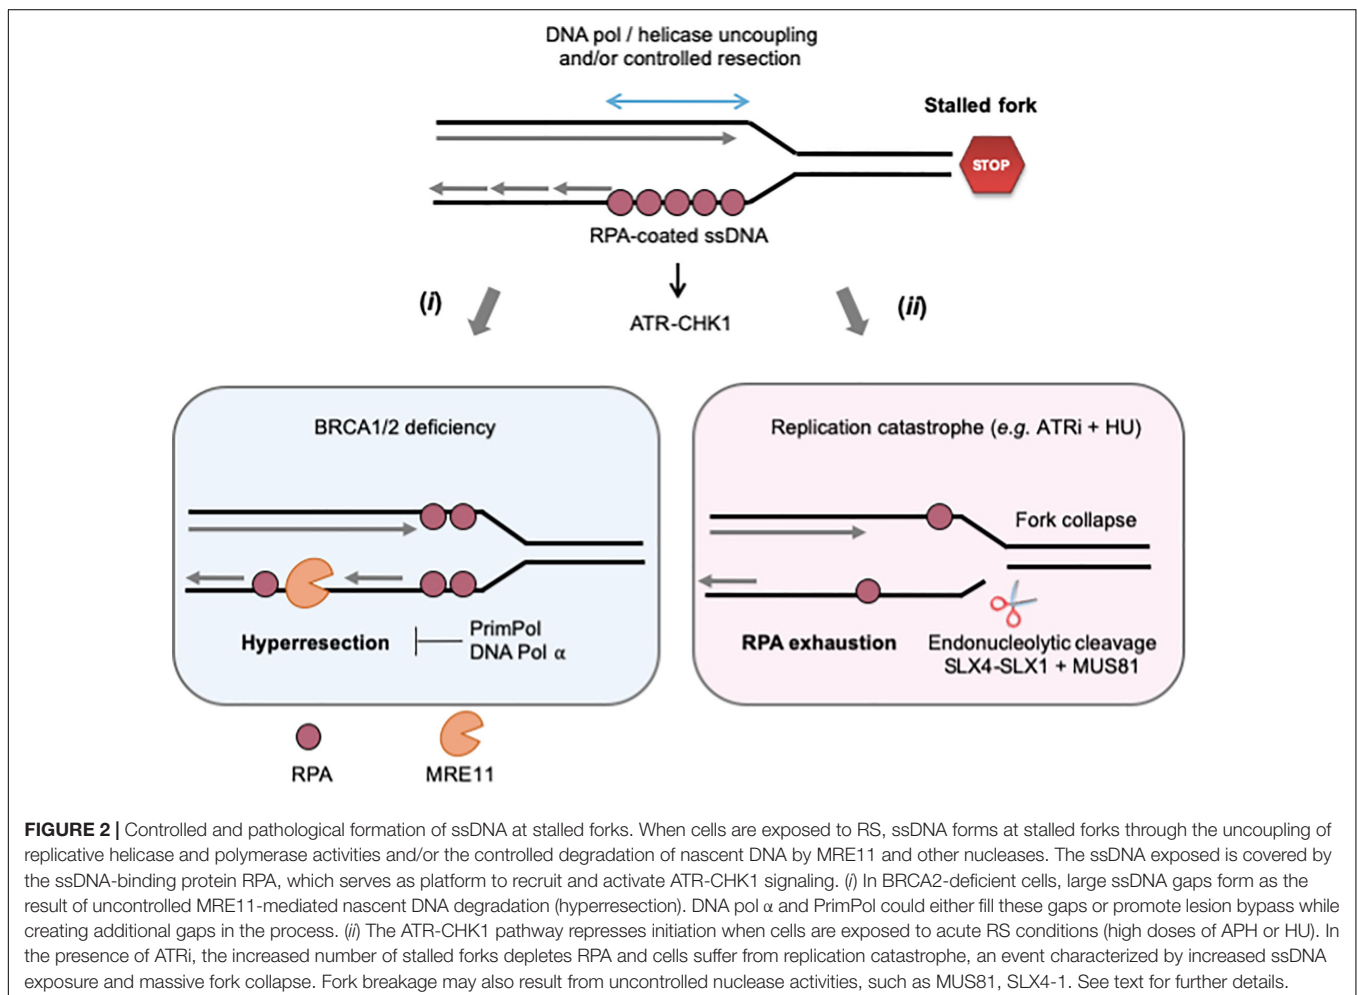 DNA pol / helicase uncoupling
and/or controlled resection
Stalled fork
STOP
RPA-coated ssDNA
(i)
(ii)
ATR-CHK1
BRCA1/2 deficiency
Hyperresection
PrimPol
DNA Pol α
Replication catastrophe (e.g. ATRi + HU)
Fork collapse
RPA exhaustion
Endonucleolytic cleavage
SLX4-SLX1 + MUS81
RPA
MRE11
FIGURE 2 | Controlled and pathological formation of ssDNA at stalled forks. When cells are exposed to RS, ssDNA forms at stalled forks through the uncoupling of
replicative helicase and polymerase activities and/or the controlled degradation of nascent DNA by MRE11 and other nucleases. The ssDNA exposed is covered by
the ssDNA-binding protein RPA, which serves as platform to recruit and activate ATR-CHK1 signaling. (i) In BRCA2-deficient cells, large ssDNA gaps form as the
result of uncontrolled MRE11-mediated nascent DNA degradation (hyperresection). DNA pol α and PrimPol could either fill these gaps or promote lesion bypass while
creating additional gaps in the process. (ii) The ATR-CHK1 pathway represses initiation when cells are exposed to acute RS conditions (high doses of APH or HU). In
the presence of ATRi, the increased number of stalled forks depletes RPA and cells suffer from replication catastrophe, an event characterized by increased ssDNA
exposure and massive fork collapse. Fork breakage may also result from uncontrolled nuclease activities, such as MUS81, SLX4-1. See text for further details.